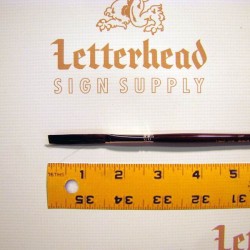 Letterhead
SIGN SUPPLY
1 2 3 4 5
35 34 33 32 31